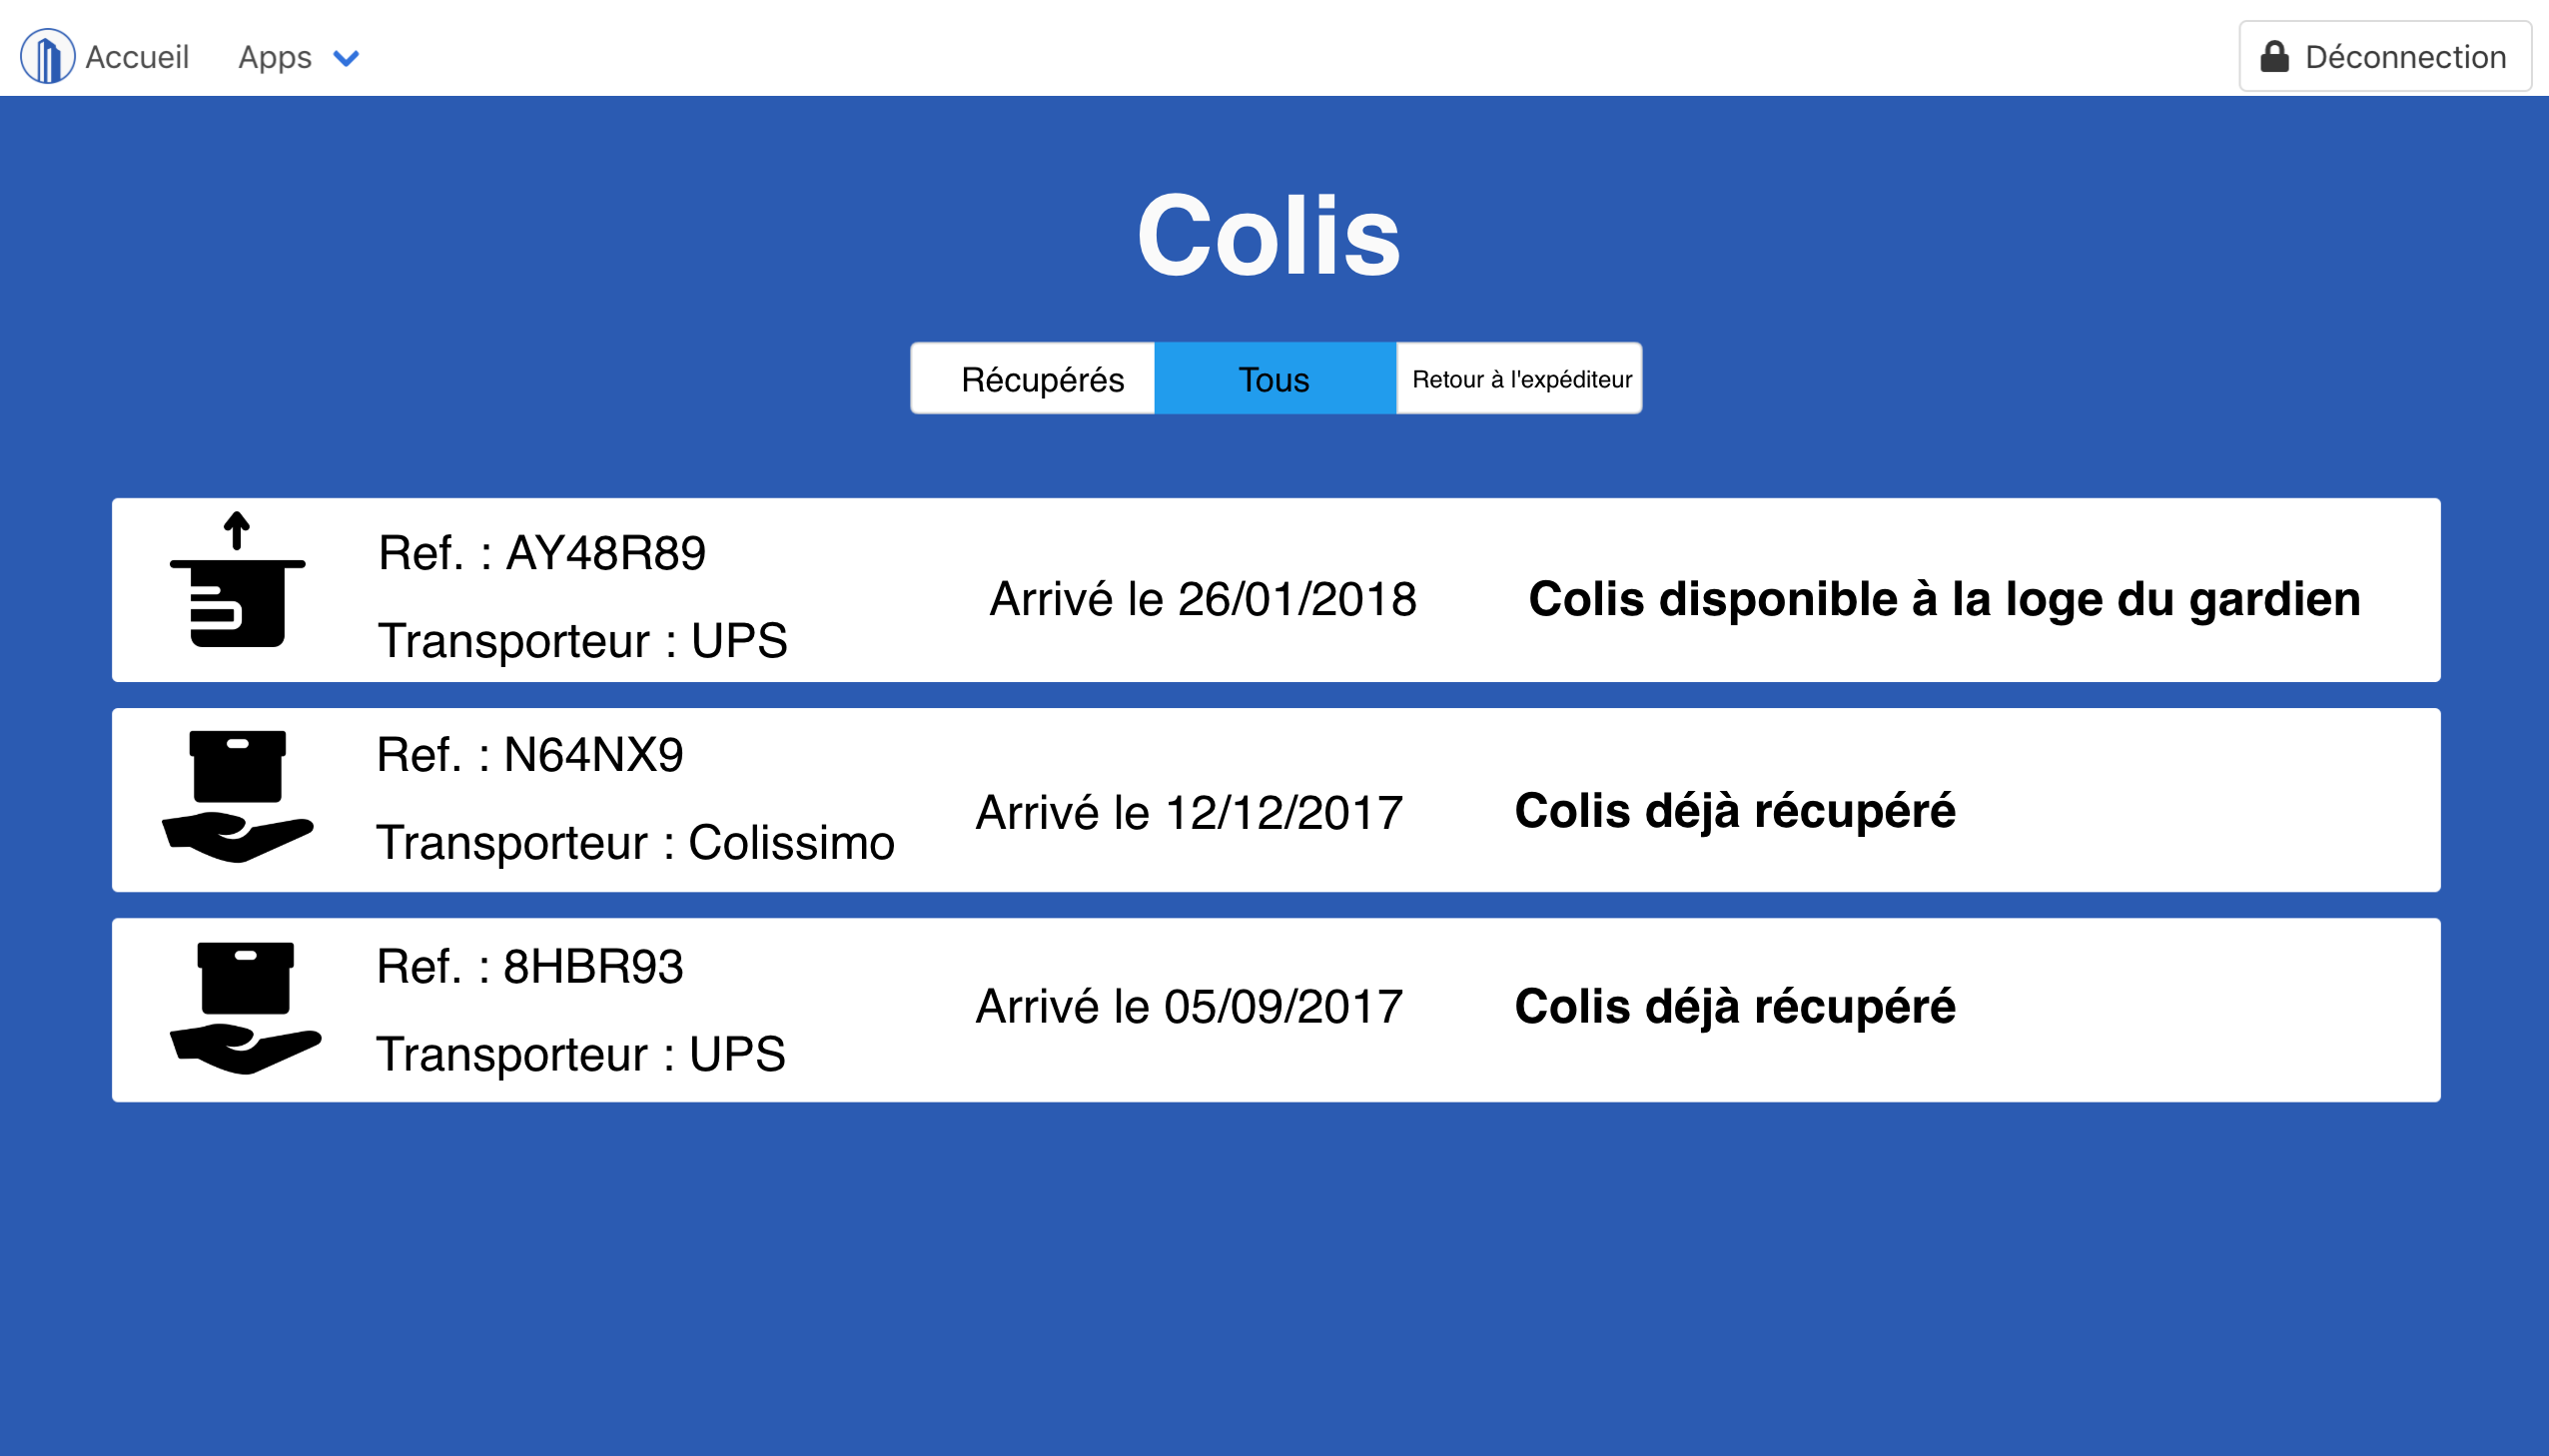 Accueil Apps Déconnection
Colis
Récupérés Tous Retour à l'expéditeur
Ref. : AY48R89
Transporteur : UPS
Arrivé le 26/01/2018
Colis disponible à la loge du gardien
Ref. : N64NX9
Transporteur : Colissimo
Arrivé le 12/12/2017
Colis déjà récupéré
Ref. : 8HBR93
Transporteur : UPS
Arrivé le 05/09/2017
Colis déjà récupéré